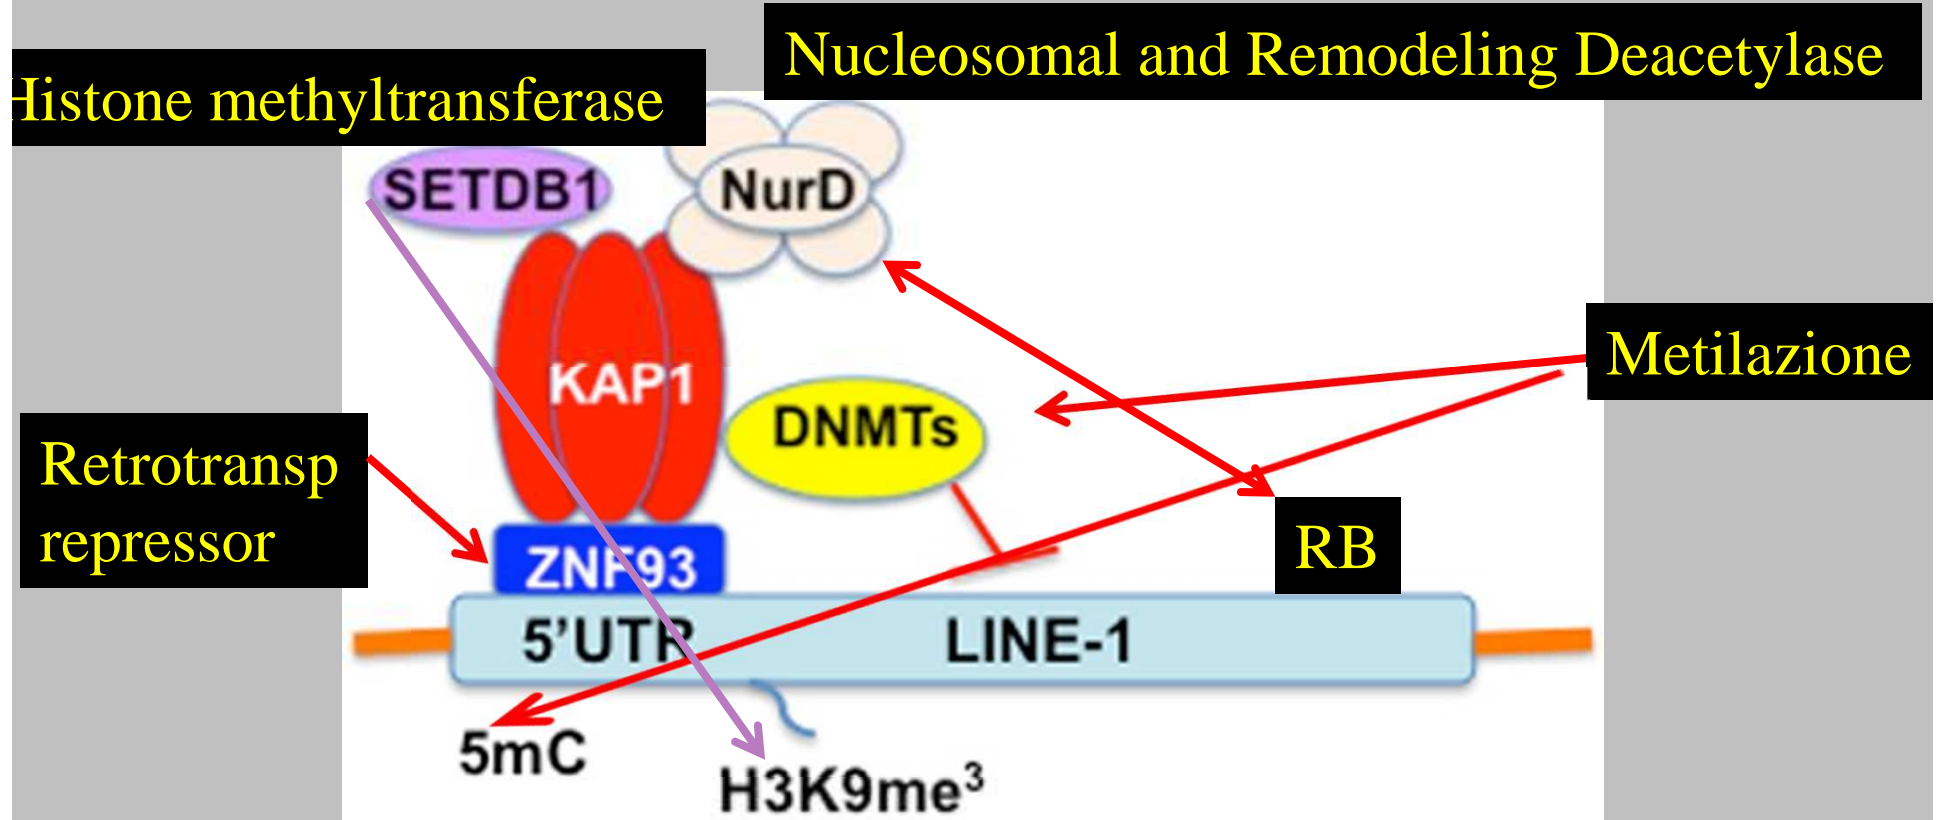 Nucleosomal and Remodeling Deacetylase
Histone methyltransferase
SETDB1
NurD
KAP1
Metilazione
DNMTs
Retrotransp
repressor
RB
ZNF93
5’UTR
LINE-1
5mC
H3K9me³